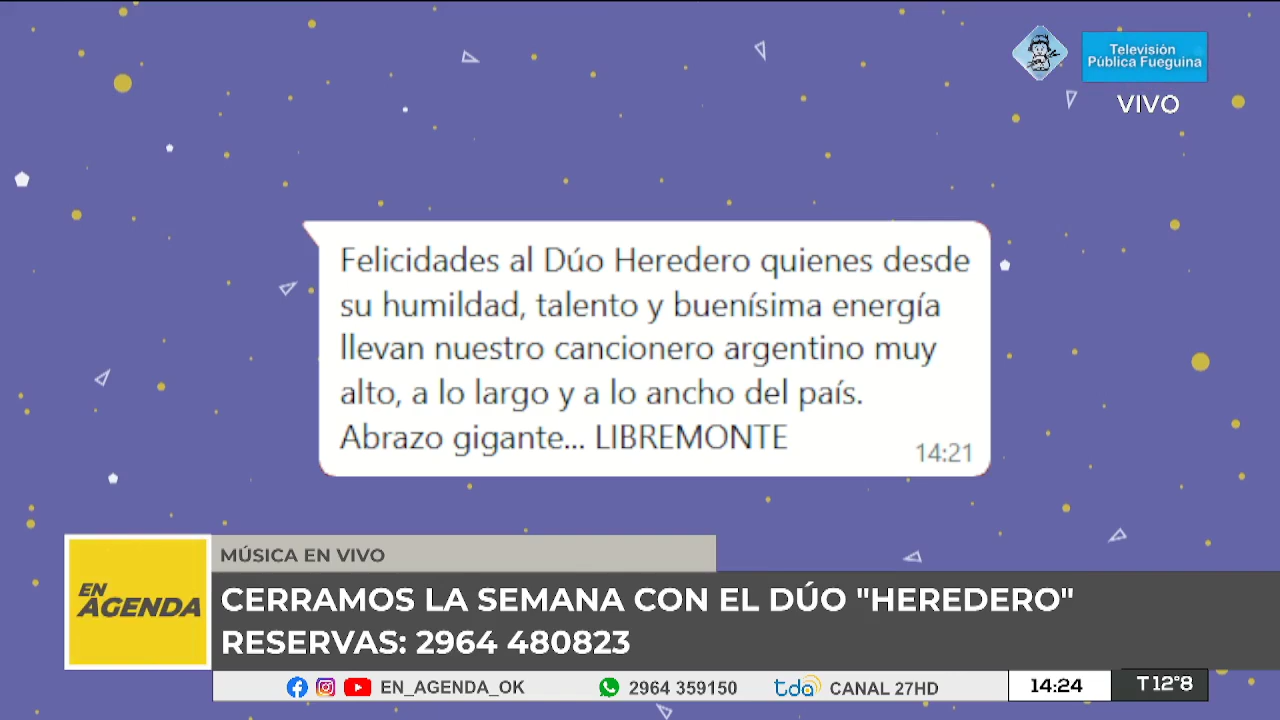 Televisión
Pública Fueguina
VIVO
Felicidades al Dúo Heredero quienes desde
su humildad, talento y buenísima energía
llevan nuestro cancionero argentino muy
alto, a lo largo y a lo ancho del país.
Abrazo gigante... LIBREMONTE
14:21
EN
AGENDA
MÚSICA EN VIVO
CERRAMOS LA SEMANA CON EL DÚO "HEREDERO"
RESERVAS: 2964 480823
EN_AGENDA_OK 2964 359150 tda CANAL 27HD 14:24 T12°8